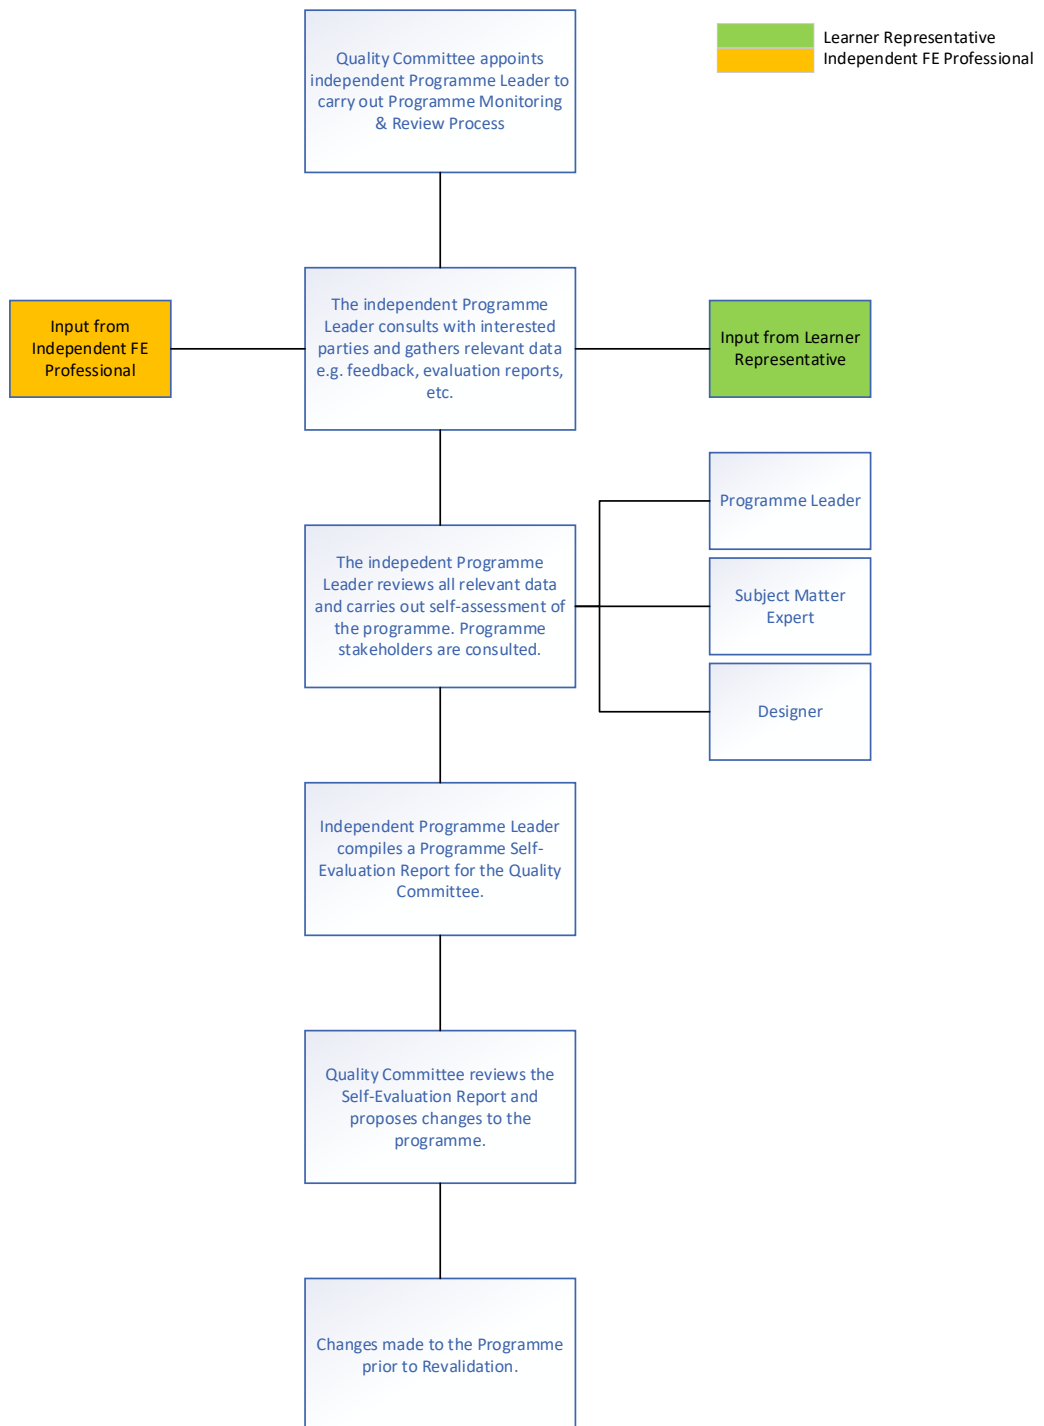 Learner Representative
Independent FE Professional
Quality Committee appoints
independent Programme Leader to
carry out Programme Monitoring
& Review Process
Input from
Independent FE
Professional
The independent Programme
Leader consults with interested
parties and gathers relevant data
e.g. feedback, evaluation reports,
etc.
Input from Learner
Representative
The indepedent Programme
Leader reviews all relevant data
and carries out self-assessment of
the programme. Programme
stakeholders are consulted.
Programme Leader
Subject Matter
Expert
Designer
Independent Programme Leader
compiles a Programme Self-
Evaluation Report for the Quality
Committee.
Quality Committee reviews the
Self-Evaluation Report and
proposes changes to the
programme.
Changes made to the Programme
prior to Revalidation.